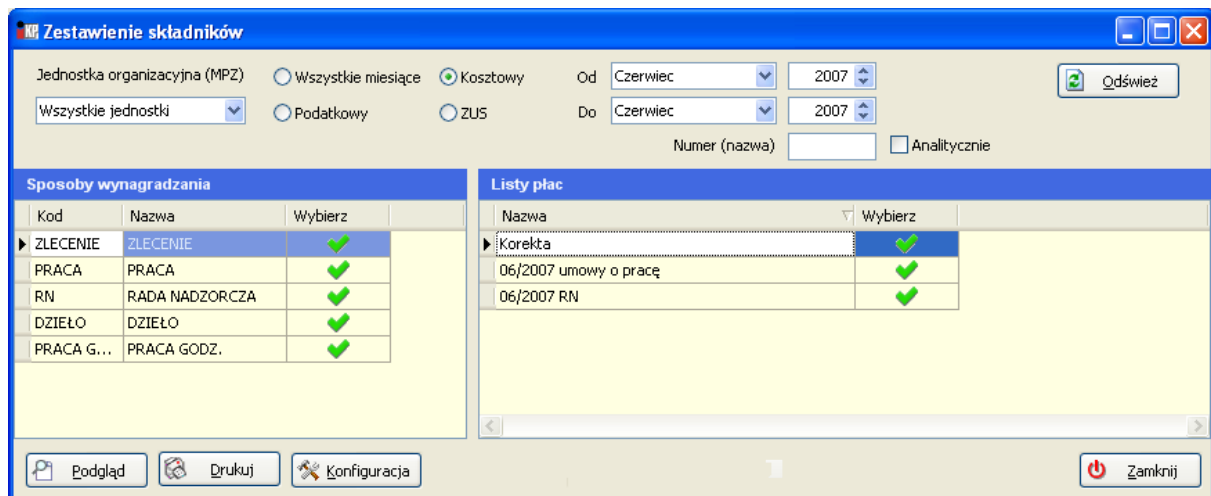 iKP Zestawienie składników
Jednostka organizacyjna (MPZ) Wszystkie miesiące Kosztowy Od Czerwiec 2007 Odśwież
Wszystkie jednostki Podatkowy ZUS Do Czerwiec 2007
Numer (nazwa) Analitycznie
Sposoby wynagradzania
Kod Nazwa Wybierz
ZLECENIE ZLECENIE
PRACA PRACA
RN RADA NADZORCZA
DZIEŁO DZIEŁO
PRACA G... PRACA GODZ.
Listy płac
Nazwa Wybierz
Korekta
06/2007 umowy o pracę
06/2007 RN
Podgląd Drukuj Konfiguracja Zamknij